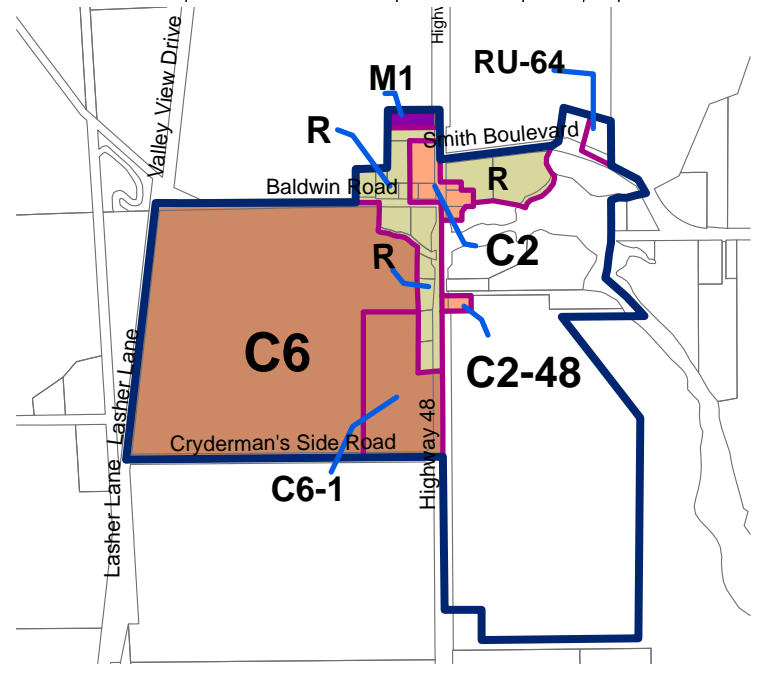 Valley View Drive
M1
RU-64
R
Smith Boulevard
Baldwin Road
R
R
C2
C6
C2-48
Lasher Lane
Lasher Lane
Cryderman's Side Road
Highway 48
C6-1